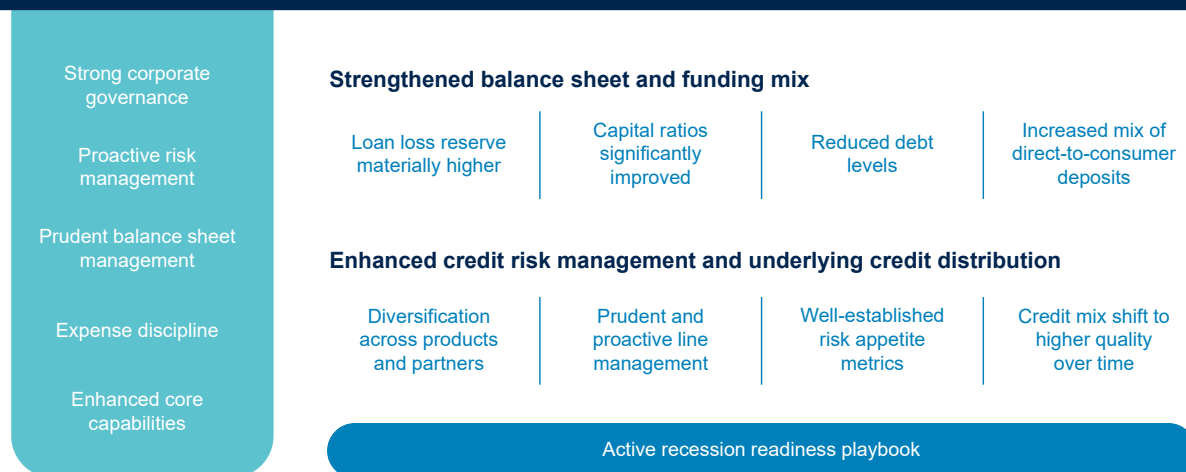 Strong corporate
governance
Proactive risk
management
Prudent balance sheet
management
Expense discipline
Enhanced core
capabilities
Strengthened balance sheet and funding mix
Loan loss reserve
materially higher
Capital ratios
significantly
improved
Reduced debt
levels
Increased mix of
direct-to-consumer
deposits
Enhanced credit risk management and underlying credit distribution
Diversification
across products
and partners
Prudent and
proactive line
management
Well-established
risk appetite
metrics
Credit mix shift to
higher quality
over time
Active recession readiness playbook